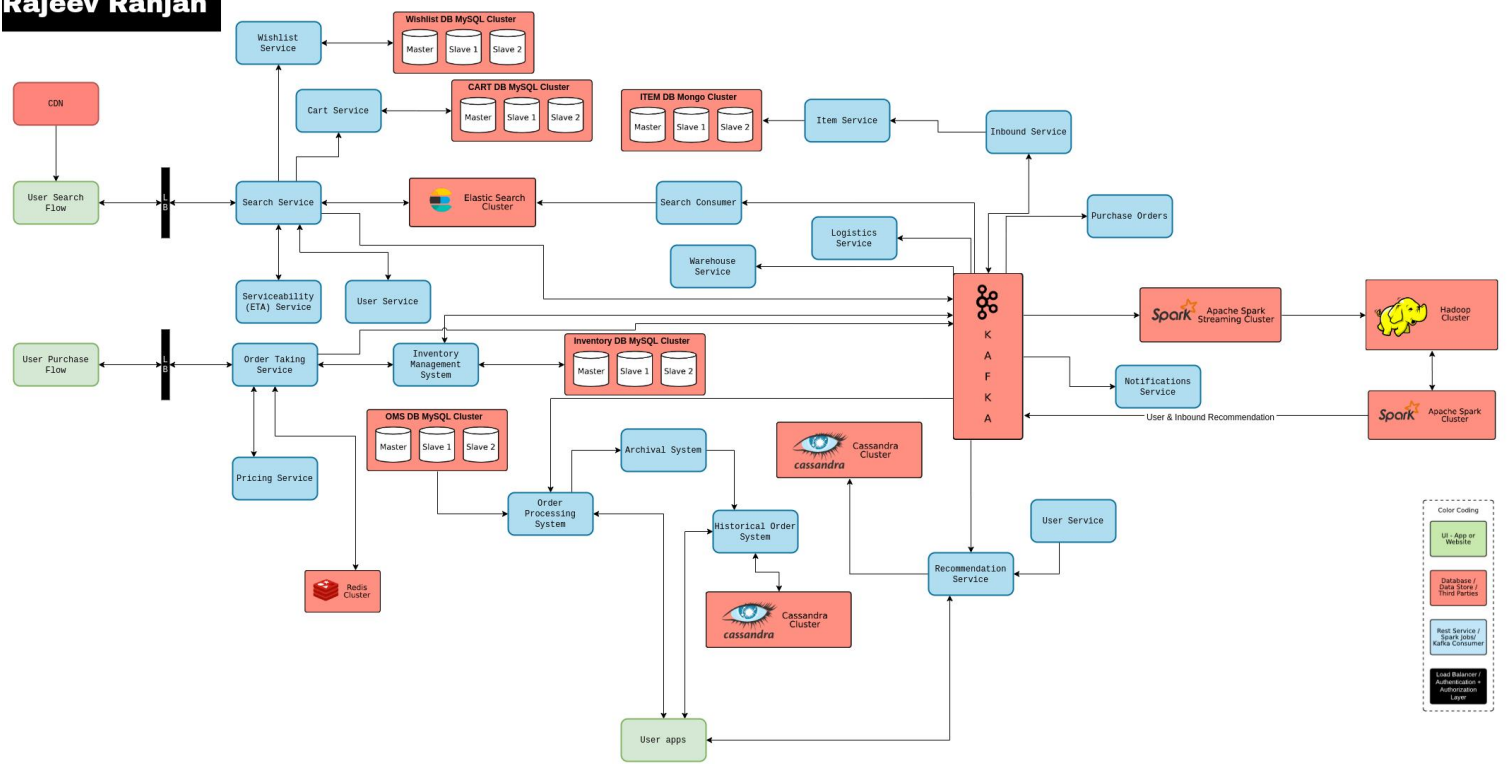 Rajeev Ranjan
Wishlist
Service
Wishlist DB MySQL Cluster
Master
Slave 1
Slave 2
CDN
Cart Service
CART DB MySQL Cluster
Master
Slave 1
Slave 2
ITEM DB Mongo Cluster
Master
Slave 1
Slave 2
Item Service
Inbound Service
User Search
Flow
L
B
Search Service
Elastic Search
Cluster
Search Consumer
Purchase Orders
Logistics
Service
Warehouse
Service
Serviceability
(ETA) Service
User Service
K
A
F
K
A
Spark
Apache Spark
Streaming Cluster
Hadoop
Cluster
User Purchase
Flow
L
B
Order Taking
Service
Inventory
Management
System
Inventory DB MySQL Cluster
Master
Slave 1
Slave 2
Notifications
Service
User & Inbound Recommendation
Spark
Apache Spark
Cluster
OMS DB MySQL Cluster
Master
Slave 1
Slave 2
Archival System
cassandra
Cassandra
Cluster
Pricing Service
Order
Processing
System
Historical Order
System
User Service
Recommendation
Service
Redis
Cluster
cassandra
Cassandra
Cluster
User apps
Color Coding
UI - App or
Website
Database /
Data Store /
Third Parties
Rest Service /
Spark Jobs/
Kafka Consumer
Load Balancer /
Authentication +
Authorization
Layer